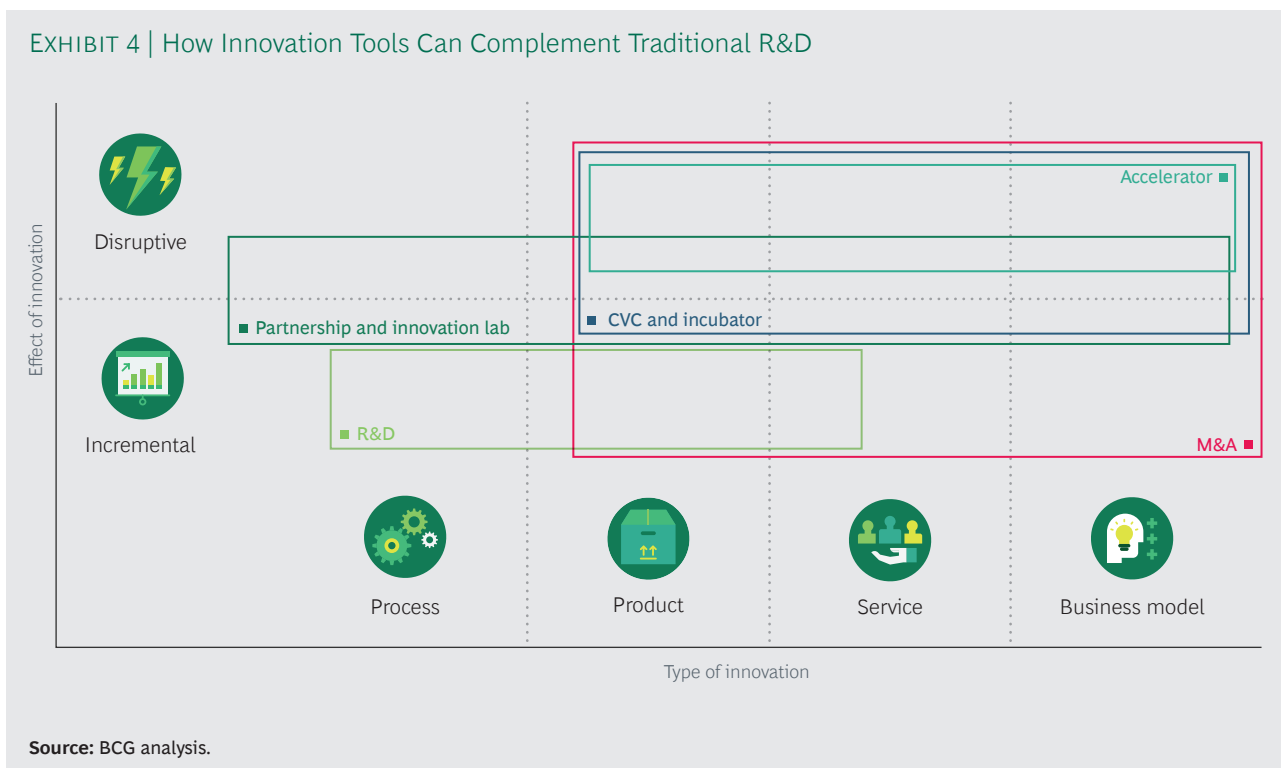 EXHIBIT 4 | How Innovation Tools Can Complement Traditional R&D
Effect of innovation
Disruptive
Accelerator
Partnership and innovation lab
CVC and incubator
Incremental
R&D
M&A
Process
Product
Service
Business model
Type of innovation
Source: BCG analysis.